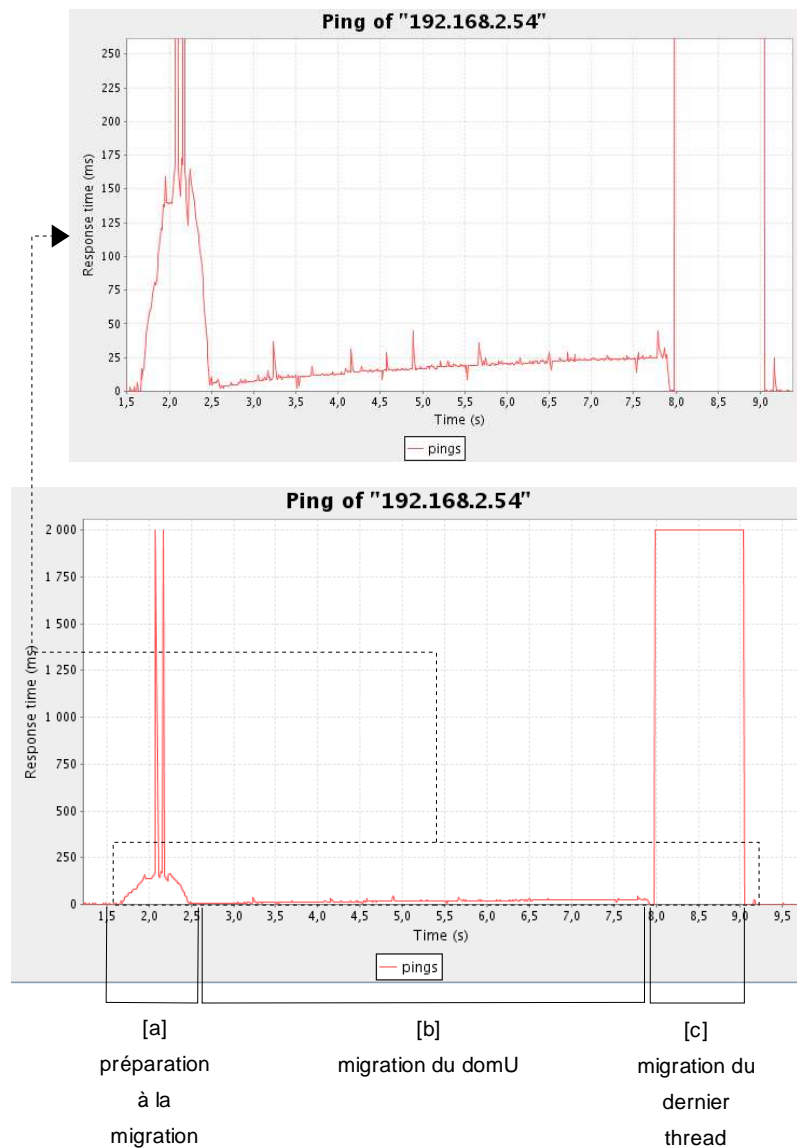 Ping of "192.168.2.54"
250
225
200
175
150
125
100
75
50
25
0
Response time (ms)
1,5 2,0 2,5 3,0 3,5 4,0 4,5 5,0 5,5 6,0 6,5 7,0 7,5 8,0 8,5 9,0
Time (s)
pings
Ping of "192.168.2.54"
2 000
1 750
1 500
1 250
1 000
750
500
250
0
Response time (ms)
1,5 2,0 2,5 3,0 3,5 4,0 4,5 5,0 5,5 6,0 6,5 7,0 7,5 8,0 8,5 9,0 9,5
Time (s)
pings
[a]
préparation
à la
migration
[b]
migration du domU
[c]
migration du
dernier
thread